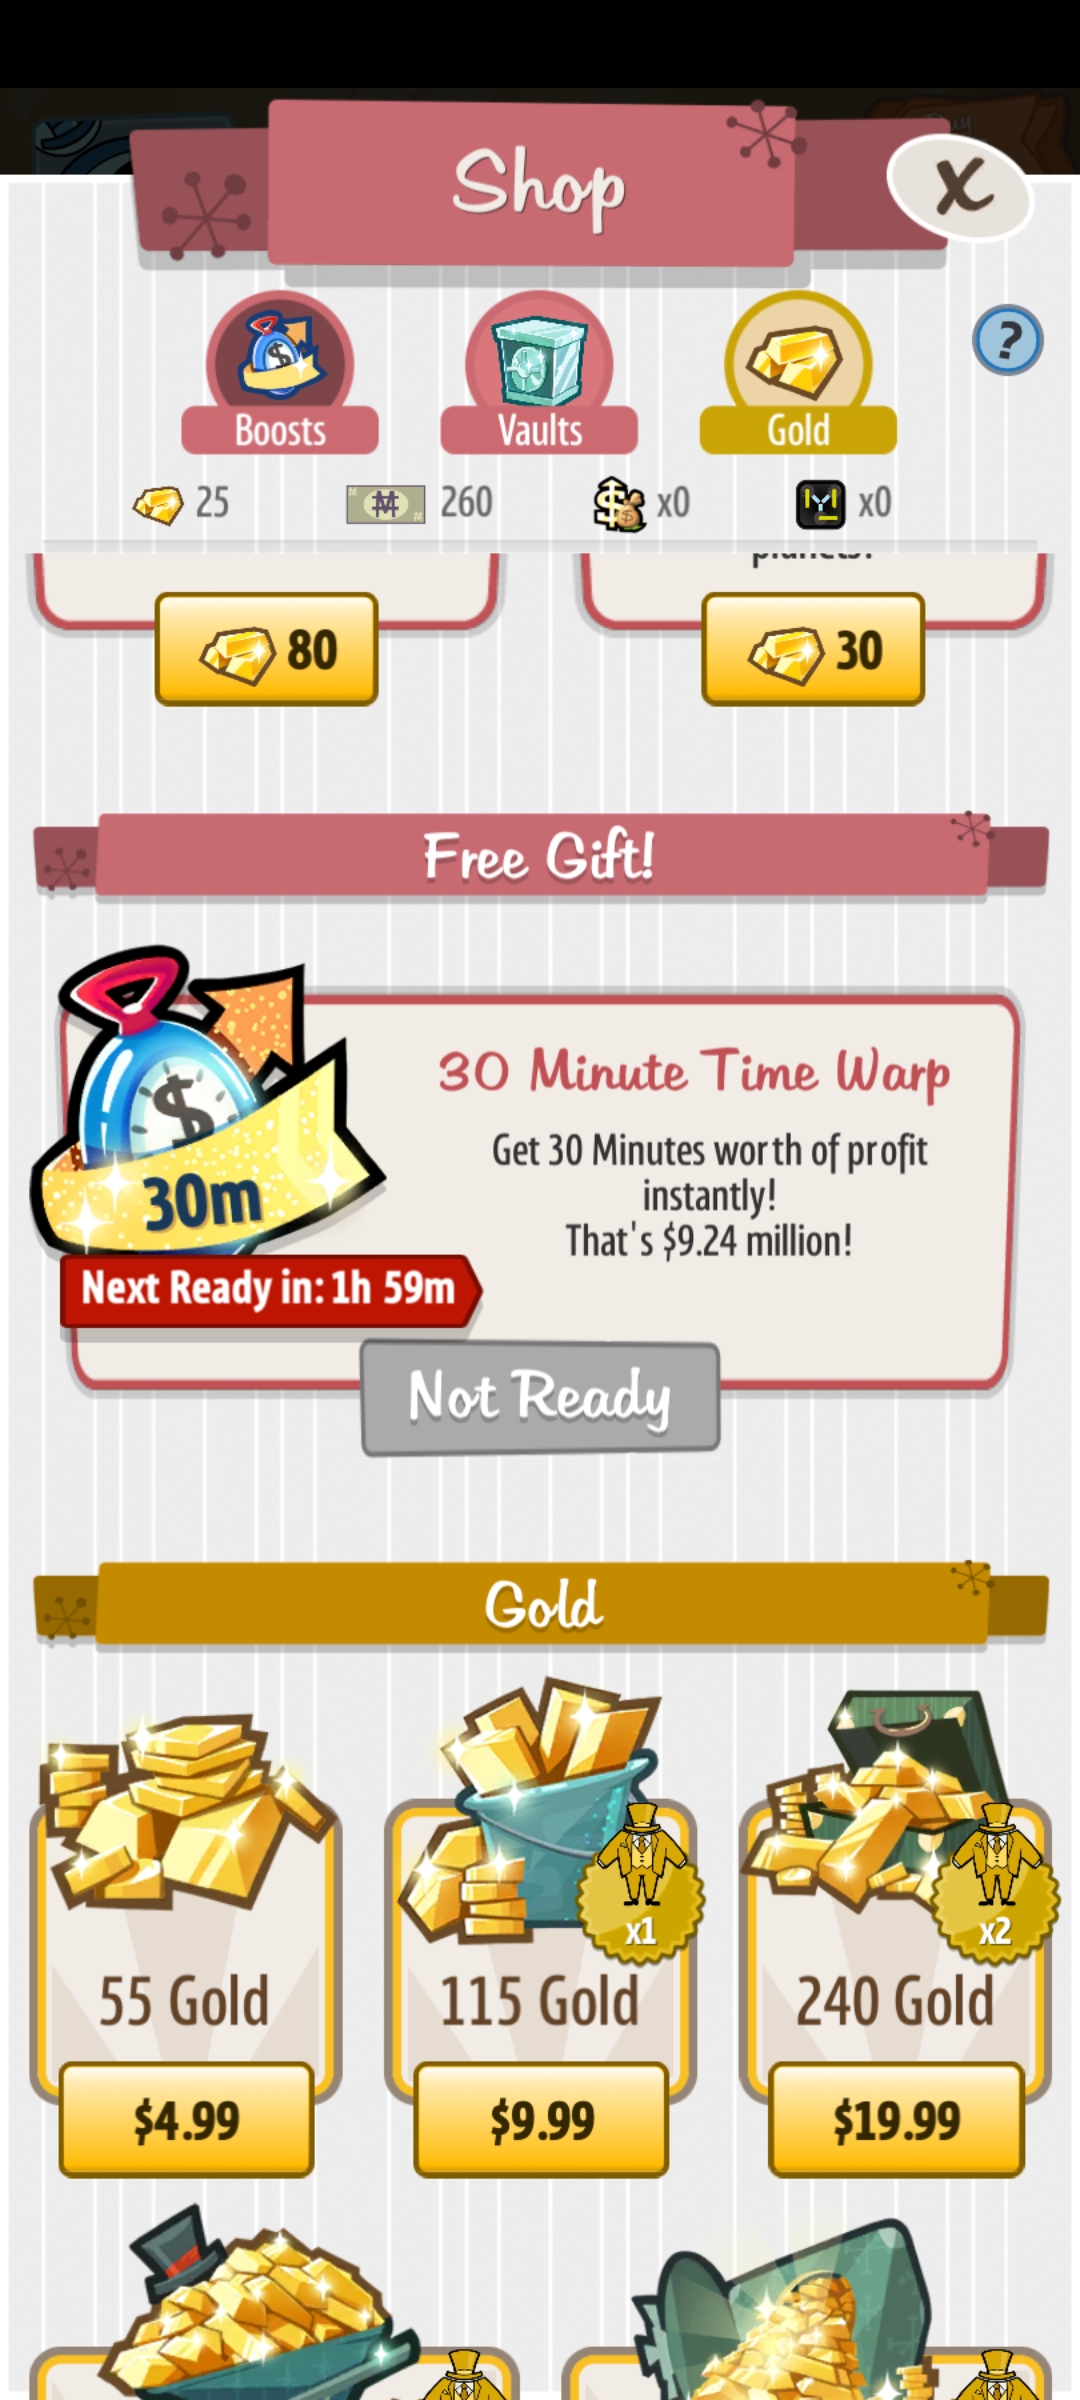 Shop
X
?
Boosts
Vaults
Gold
25
260
x0
x0
planets!
80
30
Free Gift!
30 Minute Time Warp
Get 30 Minutes worth of profit
instantly!
That's $9.24 million!
30m
Next Ready in: 1h 59m
Not Ready
Gold
x1
x2
55 Gold
115 Gold
240 Gold
$4.99
$9.99
$19.99